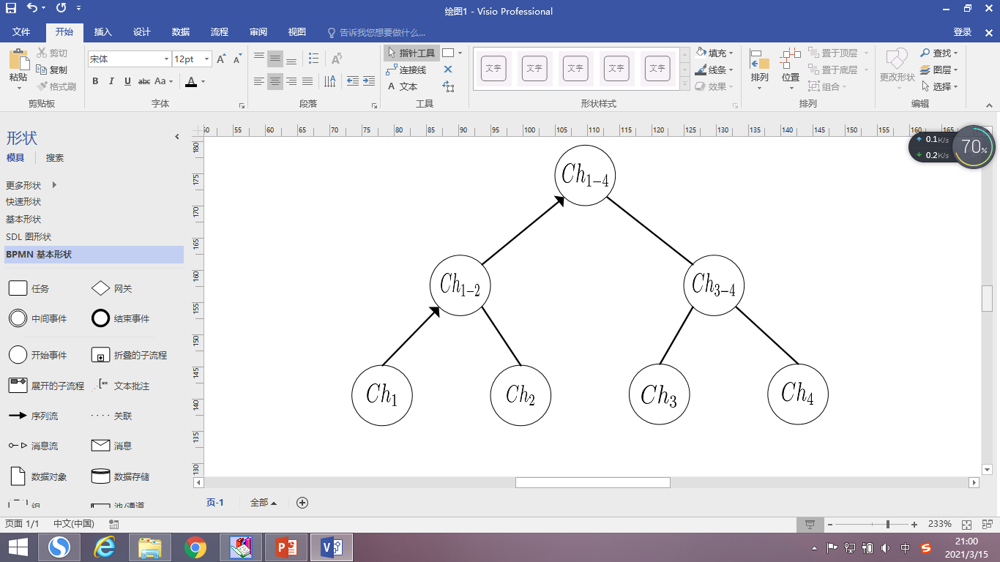 绘图1 - Visio Professional
文件 开始 插入 设计 数据 流程 审阅 视图 告诉我您想要做什么... 登录
粘贴 剪切 复制 格式刷 剪贴板
宋体 12pt
B I U abc Aa A
字体
段落
指针工具
连接线
A 文本
工具
文字 文字 文字 文字 文字
形状样式
填充
线条
效果
排列 位置 置于顶层 置于底层 组合
排列
更改形状 查找 图层 选择
编辑
形状
模具 搜索
更多形状
快速形状
基本形状
SDL 图形状
BPMN 基本形状
任务 网关
中间事件 结束事件
开始事件 折叠的子流程
展开的子流程 文本批注
序列流 关联
消息流 消息
数据对象 数据存储
组 池/通道
60 55 60 65 70 75 80 85 90 95 100 105 110 115 120 125 130 135 140 145 150 155 160 165
180
175
170
165
160
155
150
145
140
135
130
0.1K/s
0.2K/s
70%
Ch1−4
Ch1−2 Ch3−4
Ch1 Ch2 Ch3 Ch4
页-1 全部
页面 1/1 中文(中国) 233%
中
21:00
2021/3/15